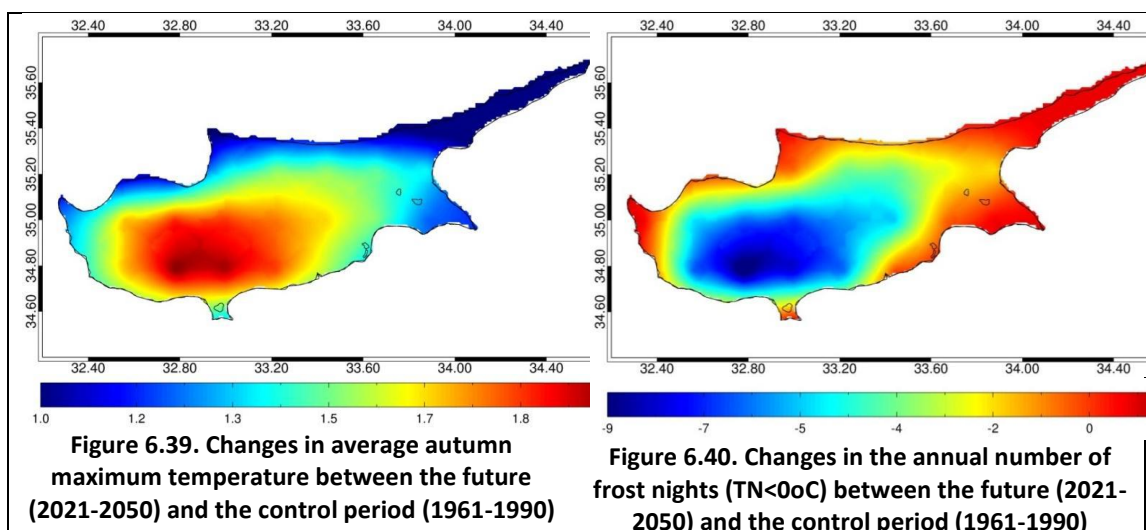 32.40 32.80 33.20 33.60 34.00 34.40
35.60
35.40
35.20
35.00
34.80
34.60
32.40 32.80 33.20 33.60 34.00 34.40
1.0 1.2 1.3 1.5 1.7 1.8
Figure 6.39. Changes in average autumn
maximum temperature between the future
(2021-2050) and the control period (1961-1990)
32.40 32.80 33.20 33.60 34.00 34.40
35.60
35.40
35.20
35.00
34.80
34.60
32.40 32.80 33.20 33.60 34.00 34.40
-9 -7 -5 -4 -2 0
Figure 6.40. Changes in the annual number of
frost nights (TN<0oC) between the future (2021-
2050) and the control period (1961-1990)